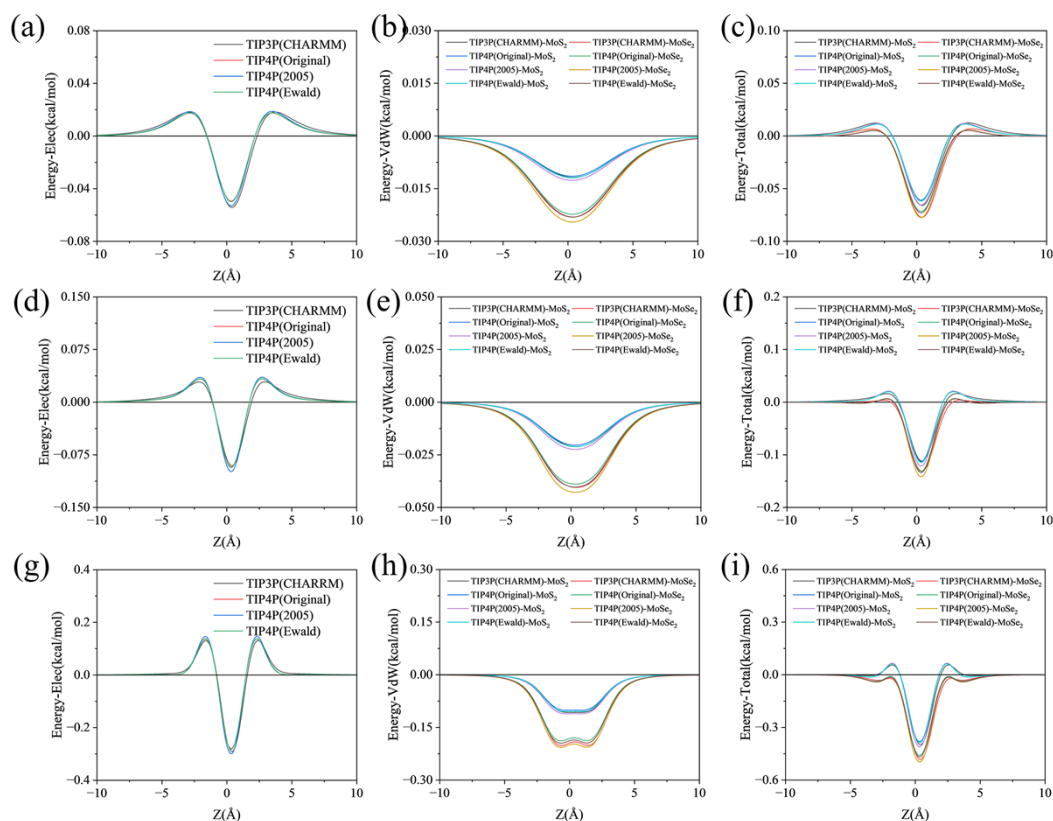 (a)
Energy-Elec(kcal/mol)
0.08
0.04
0.00
−0.04
−0.08
TIP3P(CHARMM)
TIP4P(Original)
TIP4P(2005)
TIP4P(Ewald)
−10 −5 0 5 10
Z(Å)
(b)
Energy-VdW(kcal/mol)
0.030
0.015
0.000
−0.015
−0.030
TIP3P(CHARMM)-MoS2 TIP3P(CHARMM)-MoSe2
TIP4P(Original)-MoS2 TIP4P(Original)-MoSe2
TIP4P(2005)-MoS2 TIP4P(2005)-MoSe2
TIP4P(Ewald)-MoS2 TIP4P(Ewald)-MoSe2
−10 −5 0 5 10
Z(Å)
(c)
Energy-Total(kcal/mol)
0.10
0.05
0.00
−0.05
−0.10
TIP3P(CHARMM)-MoS2 TIP3P(CHARMM)-MoSe2
TIP4P(Original)-MoS2 TIP4P(Original)-MoSe2
TIP4P(2005)-MoS2 TIP4P(2005)-MoSe2
TIP4P(Ewald)-MoS2 TIP4P(Ewald)-MoSe2
−10 −5 0 5 10
Z(Å)
(d)
Energy-Elec(kcal/mol)
0.150
0.075
0.000
−0.075
−0.150
TIP3P(CHARMM)
TIP4P(Original)
TIP4P(2005)
TIP4P(Ewald)
−10 −5 0 5 10
Z(Å)
(e)
Energy-VdW(kcal/mol)
0.050
0.025
0.000
−0.025
−0.050
TIP3P(CHARMM)-MoS2 TIP3P(CHARMM)-MoSe2
TIP4P(Original)-MoS2 TIP4P(Original)-MoSe2
TIP4P(2005)-MoS2 TIP4P(2005)-MoSe2
TIP4P(Ewald)-MoS2 TIP4P(Ewald)-MoSe2
−10 −5 0 5 10
Z(Å)
(f)
Energy-Total(kcal/mol)
0.2
0.1
0.0
−0.1
−0.2
TIP3P(CHARMM)-MoS2 TIP3P(CHARMM)-MoSe2
TIP4P(Original)-MoS2 TIP4P(Original)-MoSe2
TIP4P(2005)-MoS2 TIP4P(2005)-MoSe2
TIP4P(Ewald)-MoS2 TIP4P(Ewald)-MoSe2
−10 −5 0 5 10
Z(Å)
(g)
Energy-Elec(kcal/mol)
0.4
0.2
0.0
−0.2
−0.4
TIP3P(CHARRM)
TIP4P(Original)
TIP4P(2005)
TIP4P(Ewald)
−10 −5 0 5 10
Z(Å)
(h)
Energy-VdW(kcal/mol)
0.30
0.15
0.00
−0.15
−0.30
TIP3P(CHARMM)-MoS2 TIP3P(CHARMM)-MoSe2
TIP4P(Original)-MoS2 TIP4P(Original)-MoSe2
TIP4P(2005)-MoS2 TIP4P(2005)-MoSe2
TIP4P(Ewald)-MoS2 TIP4P(Ewald)-MoSe2
−10 −5 0 5 10
Z(Å)
(i)
Energy-Total(kcal/mol)
0.6
0.3
0.0
−0.3
−0.6
TIP3P(CHARMM)-MoS2 TIP3P(CHARMM)-MoSe2
TIP4P(Original)-MoS2 TIP4P(Original)-MoSe2
TIP4P(2005)-MoS2 TIP4P(2005)-MoSe2
TIP4P(Ewald)-MoS2 TIP4P(Ewald)-MoSe2
−10 −5 0 5 10
Z(Å)